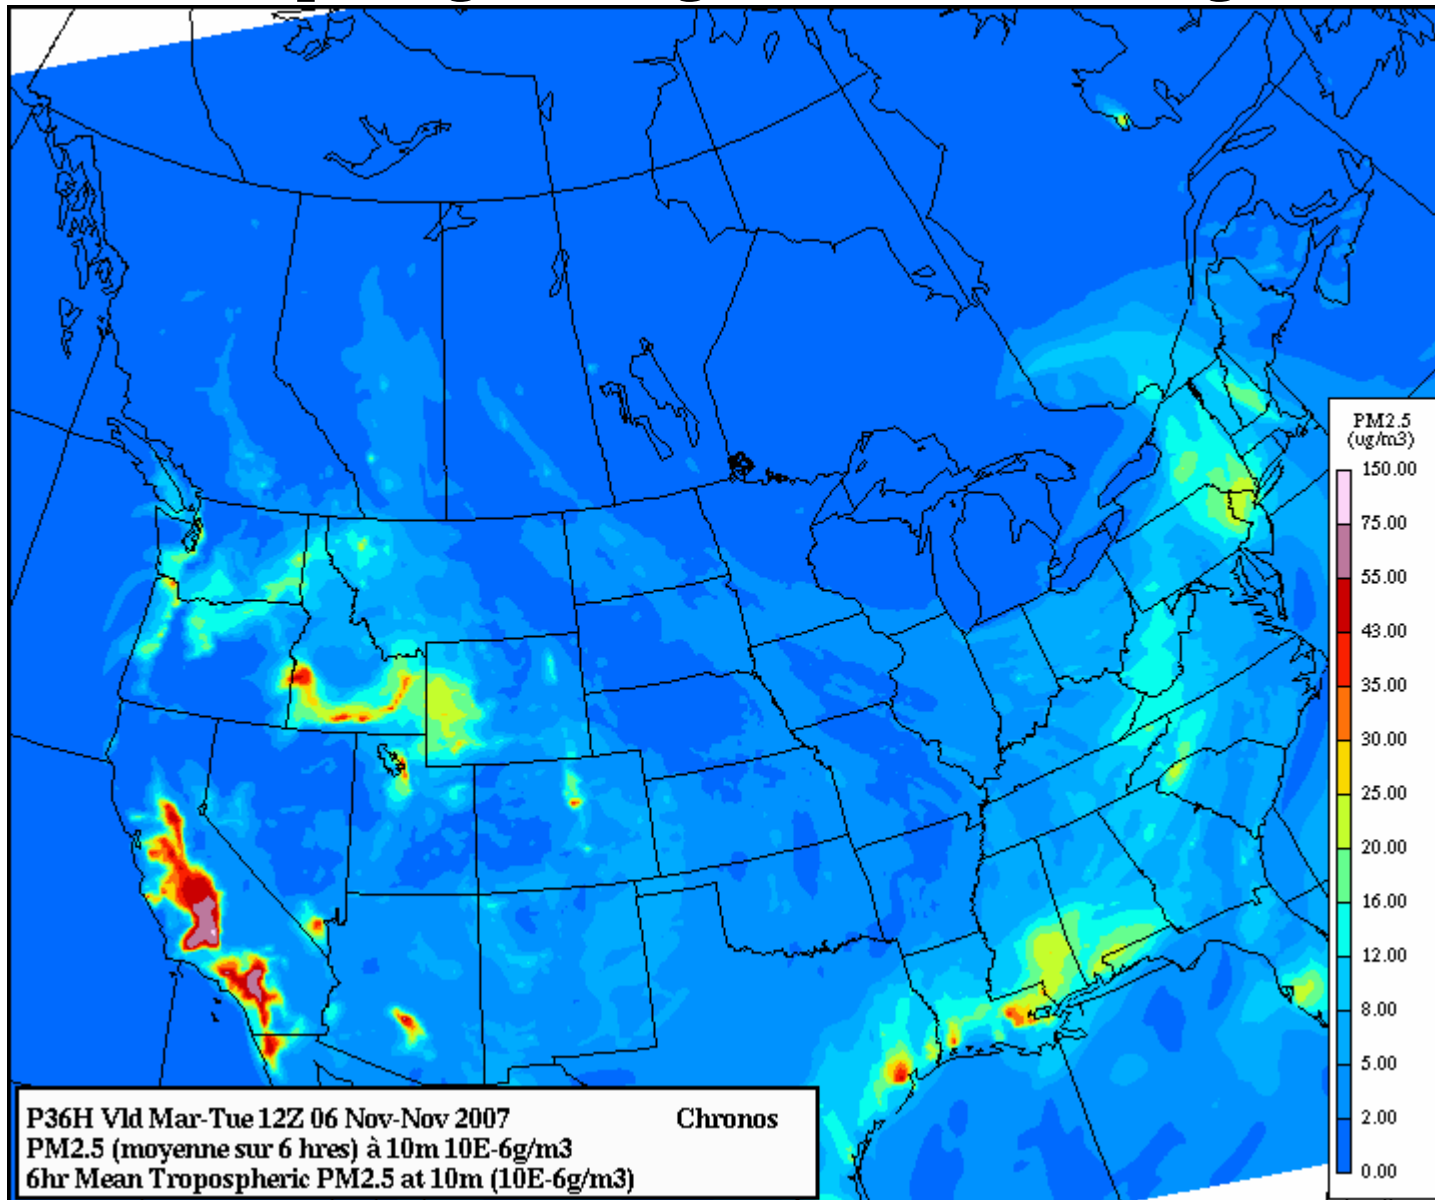 PM2.5
(ug/m3)
150.00
75.00
55.00
43.00
35.00
30.00
25.00
20.00
16.00
12.00
8.00
5.00
2.00
0.00
P36H Vld Mar-Tue 12Z 06 Nov-Nov 2007 Chronos
PM2.5 (moyenne sur 6 hres) à 10m 10E-6g/m3
6hr Mean Tropospheric PM2.5 at 10m (10E-6g/m3)